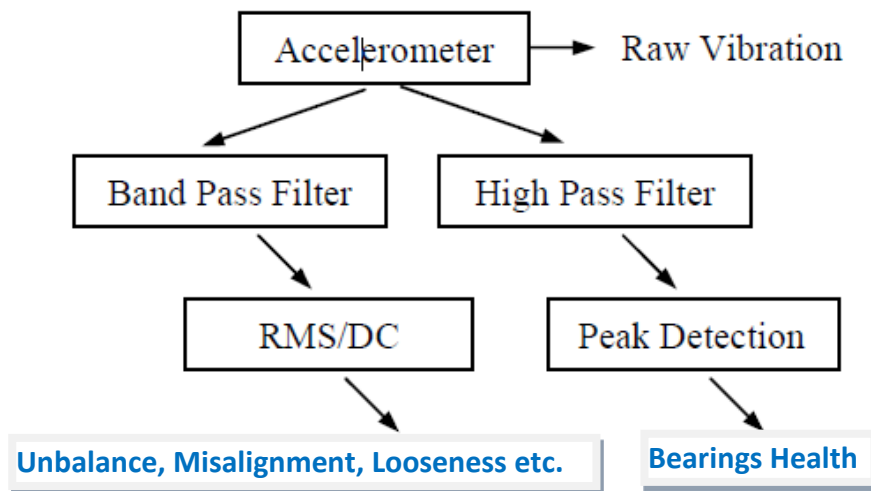 Accelerometer
Raw Vibration
Band Pass Filter
High Pass Filter
RMS/DC
Peak Detection
Unbalance, Misalignment, Looseness etc.
Bearings Health